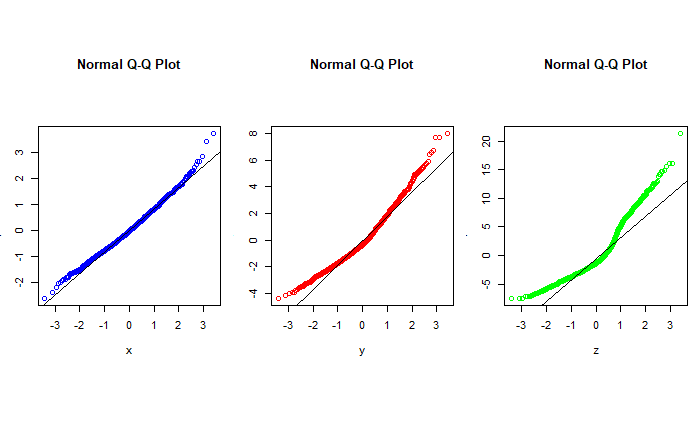 Normal Q-Q Plot
3
2
1
0
-1
-2
-3 -2 -1 0 1 2 3
x
Normal Q-Q Plot
8
6
4
2
0
-2
-4
-3 -2 -1 0 1 2 3
y
Normal Q-Q Plot
20
15
10
5
0
-5
-3 -2 -1 0 1 2 3
z